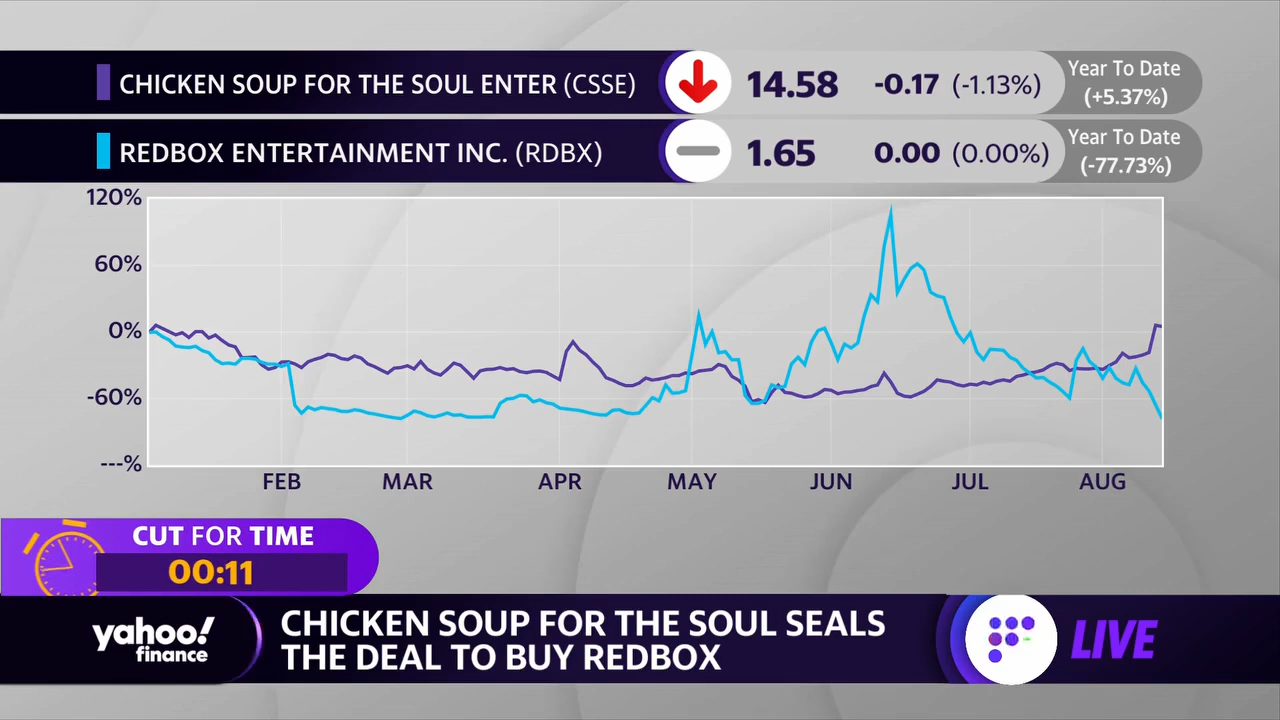 CHICKEN SOUP FOR THE SOUL ENTER (CSSE) 14.58 -0.17 (-1.13%) Year To Date
(+5.37%)
REDBOX ENTERTAINMENT INC. (RDBX) 1.65 0.00 (0.00%) Year To Date
(-77.73%)
120%
60%
0%
-60%
---%
FEB MAR APR MAY JUN JUL AUG
CUT FOR TIME
00:11
yahoo!
finance
CHICKEN SOUP FOR THE SOUL SEALS
THE DEAL TO BUY REDBOX
LIVE